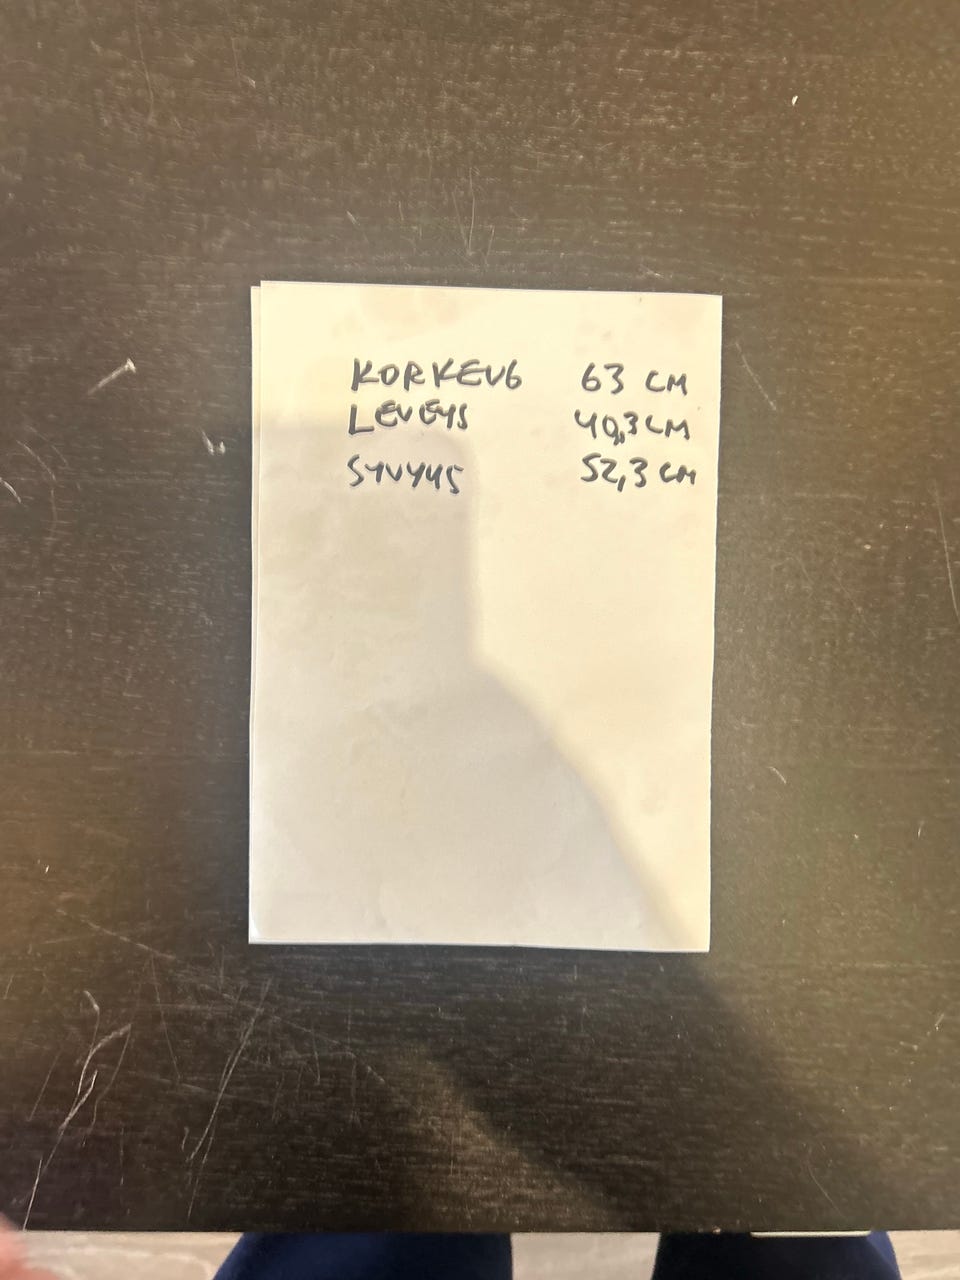 KORKEUS 63 CM
LEVEYS 40,3 CM
SYVYYS 52,3 CM